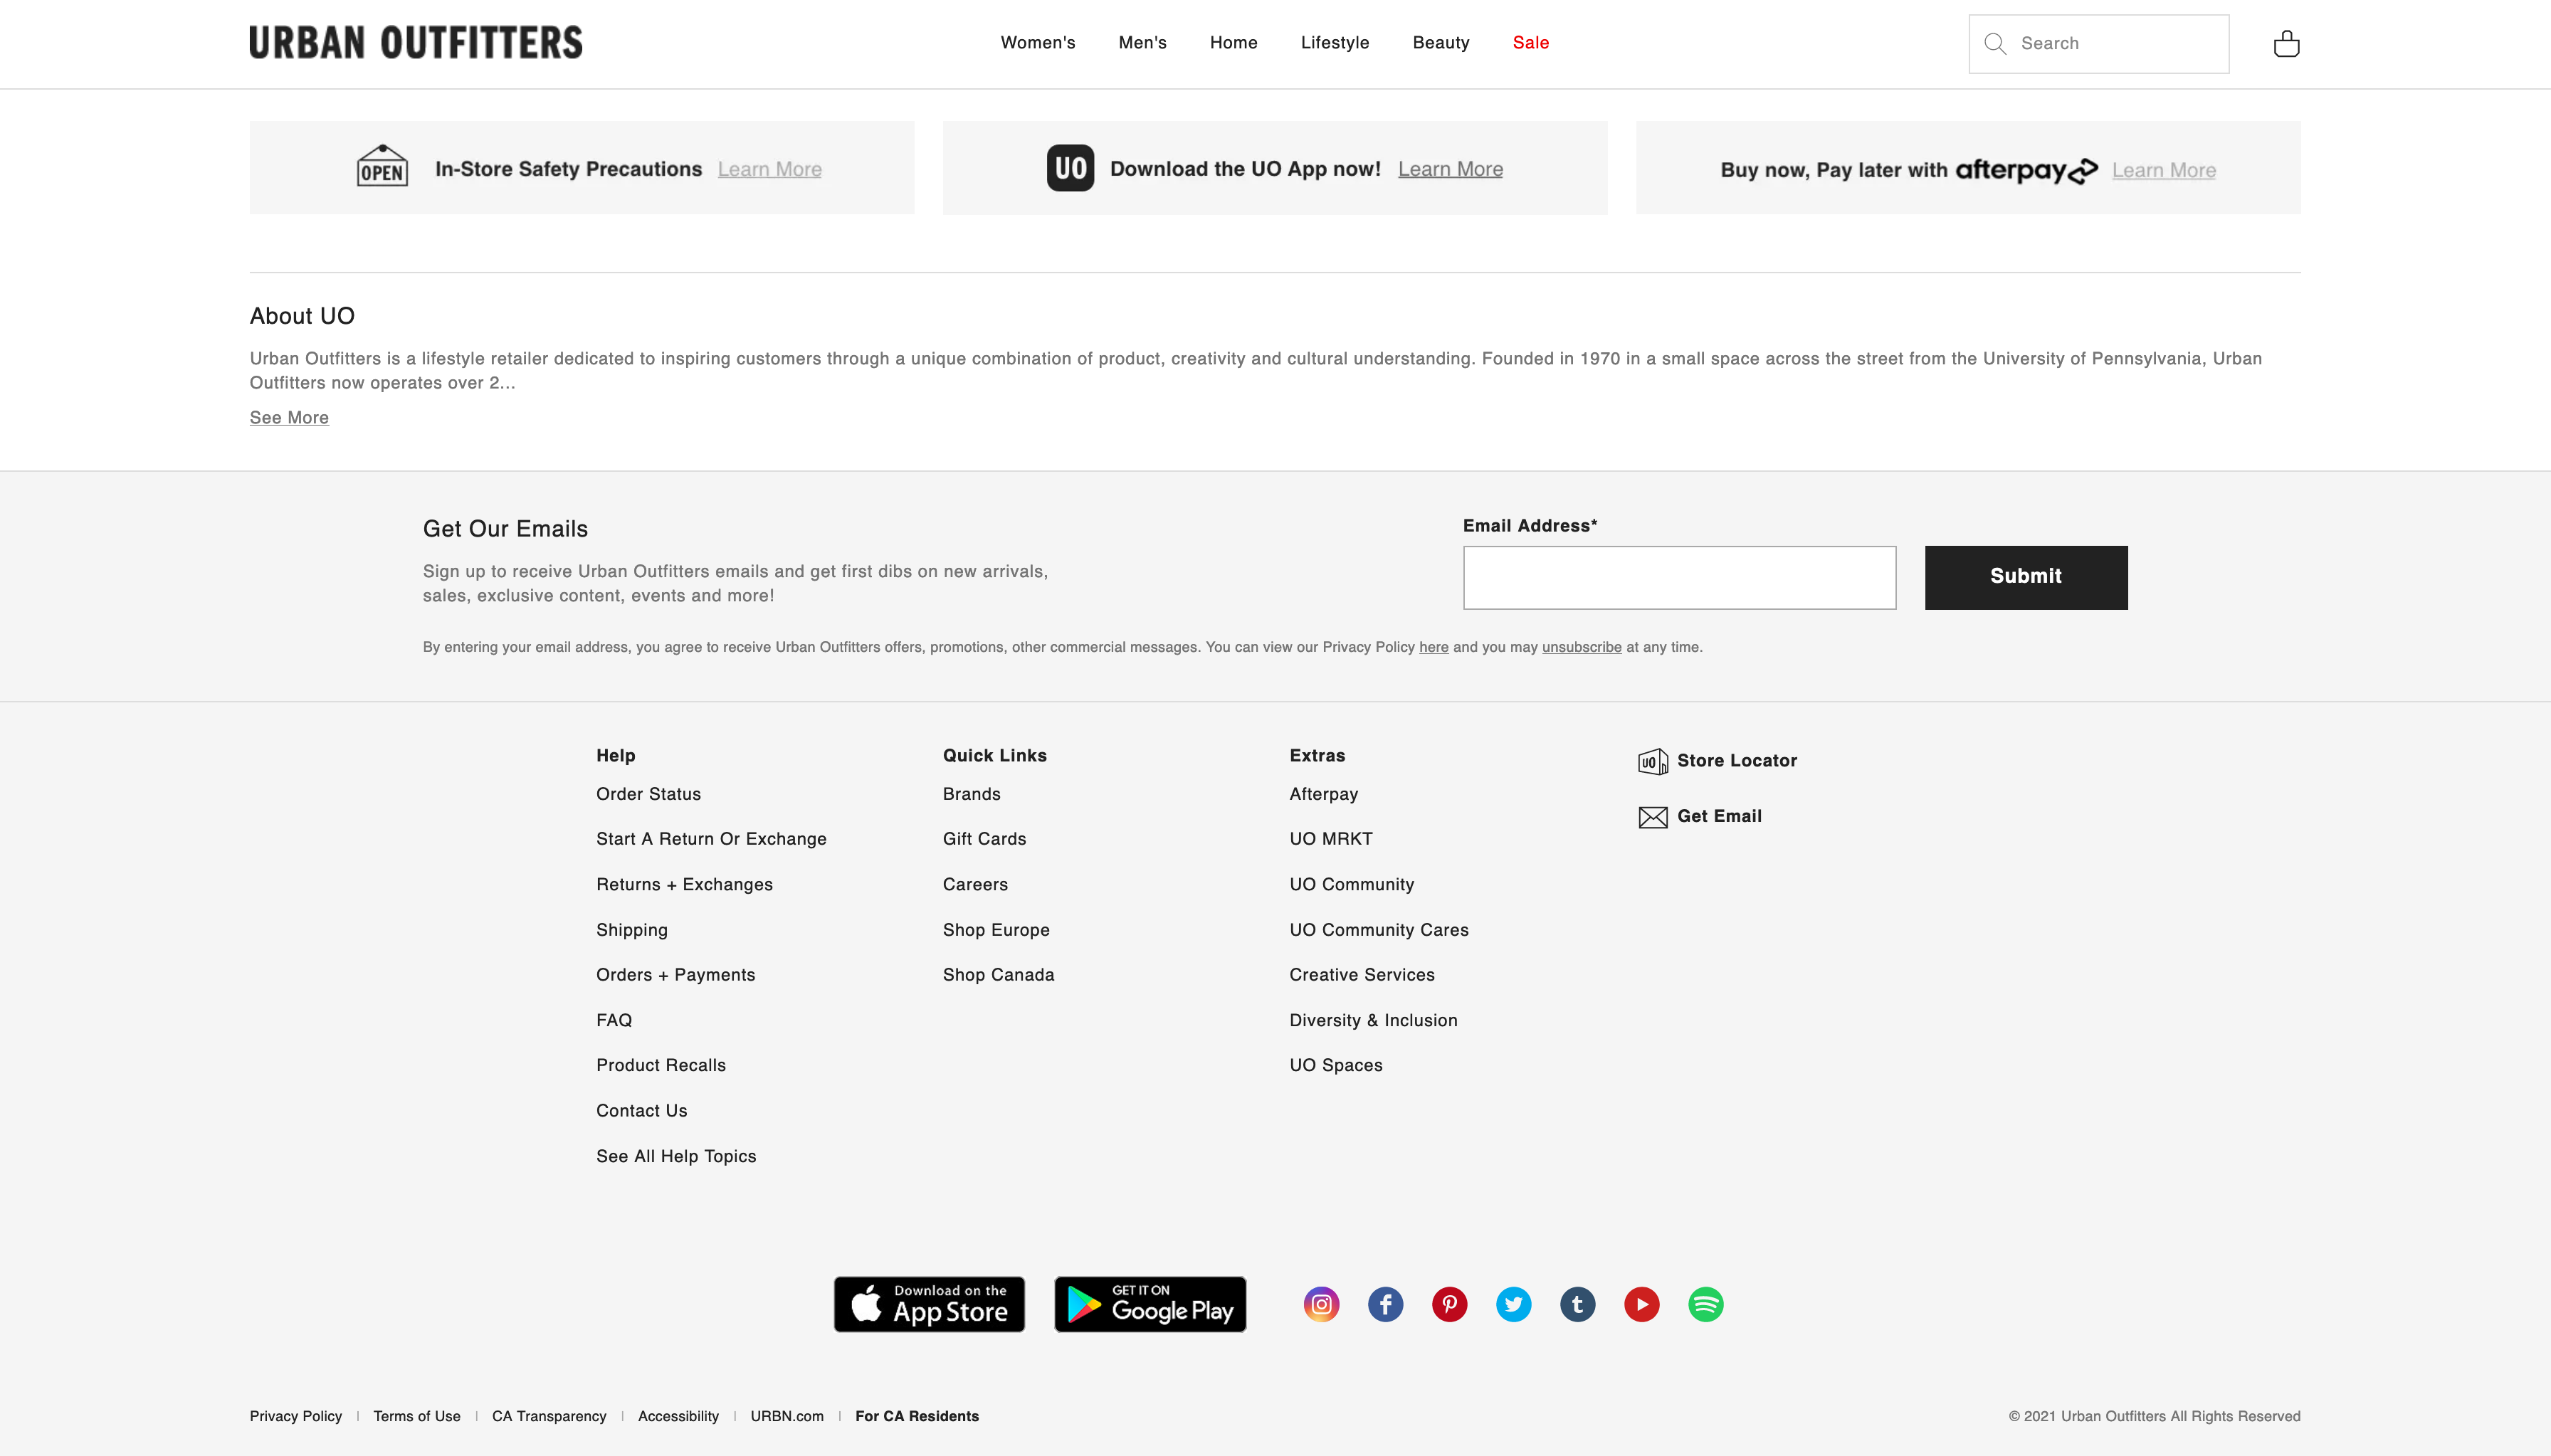 URBAN OUTFITTERS
Women's
Men's
Home
Lifestyle
Beauty
Sale
Search
OPEN
In-Store Safety Precautions Learn More
UO
Download the UO App now! Learn More
Buy now, Pay later with afterpay Learn More
About UO
Urban Outfitters is a lifestyle retailer dedicated to inspiring customers through a unique combination of product, creativity and cultural understanding. Founded in 1970 in a small space across the street from the University of Pennsylvania, Urban
Outfitters now operates over 2...
See More
Get Our Emails
Sign up to receive Urban Outfitters emails and get first dibs on new arrivals,
sales, exclusive content, events and more!
Email Address*
Submit
By entering your email address, you agree to receive Urban Outfitters offers, promotions, other commercial messages. You can view our Privacy Policy here and you may unsubscribe at any time.
Help
Order Status
Start A Return Or Exchange
Returns + Exchanges
Shipping
Orders + Payments
FAQ
Product Recalls
Contact Us
See All Help Topics
Quick Links
Brands
Gift Cards
Careers
Shop Europe
Shop Canada
Extras
Afterpay
UO MRKT
UO Community
UO Community Cares
Creative Services
Diversity & Inclusion
UO Spaces
UO
Store Locator
Get Email
Download on the
App Store
GET IT ON
Google Play
Privacy Policy | Terms of Use | CA Transparency | Accessibility | URBN.com | For CA Residents
© 2021 Urban Outfitters All Rights Reserved